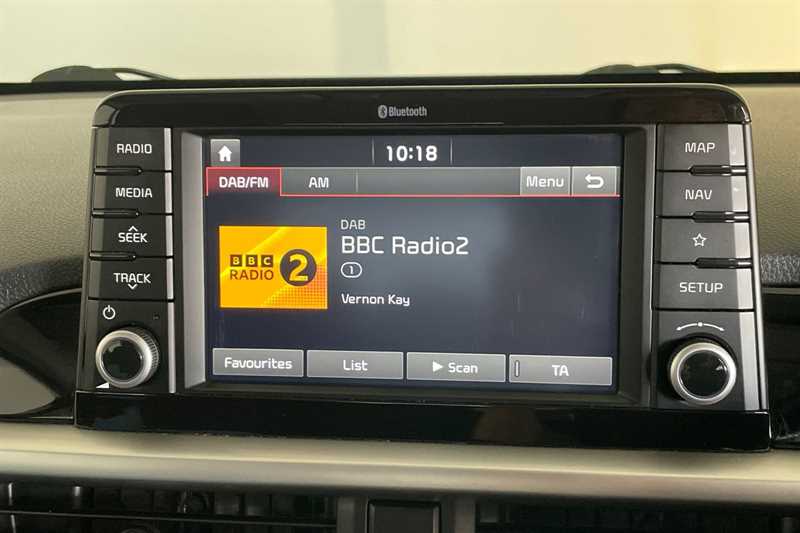 Bluetooth
RADIO
MEDIA
SEEK
TRACK
10:18
DAB/FM AM Menu
BBC
RADIO 2
DAB
BBC Radio2
1
Vernon Kay
Favourites List Scan TA
MAP
NAV
SETUP